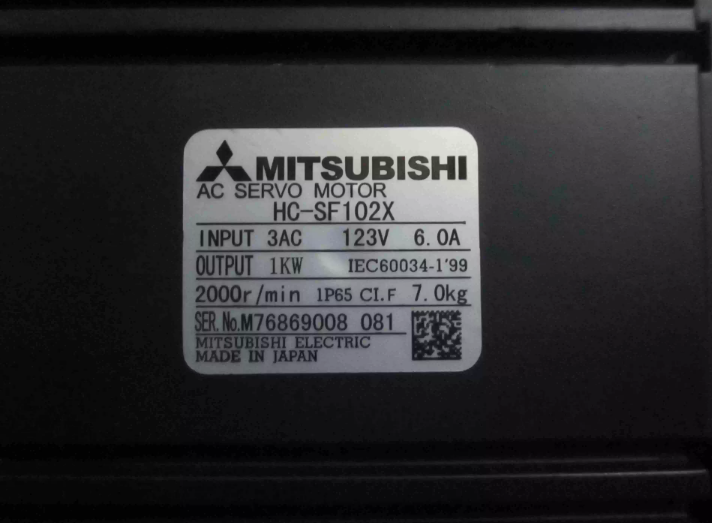 MITSUBISHI
AC SERVO MOTOR
HC-SF102X
INPUT 3AC 123V 6.0A
OUTPUT 1KW IEC60034-1'99
2000r/min 1P65 CI.F 7.0kg
SER.No.M76869008 081
MITSUBISHI ELECTRIC
MADE IN JAPAN